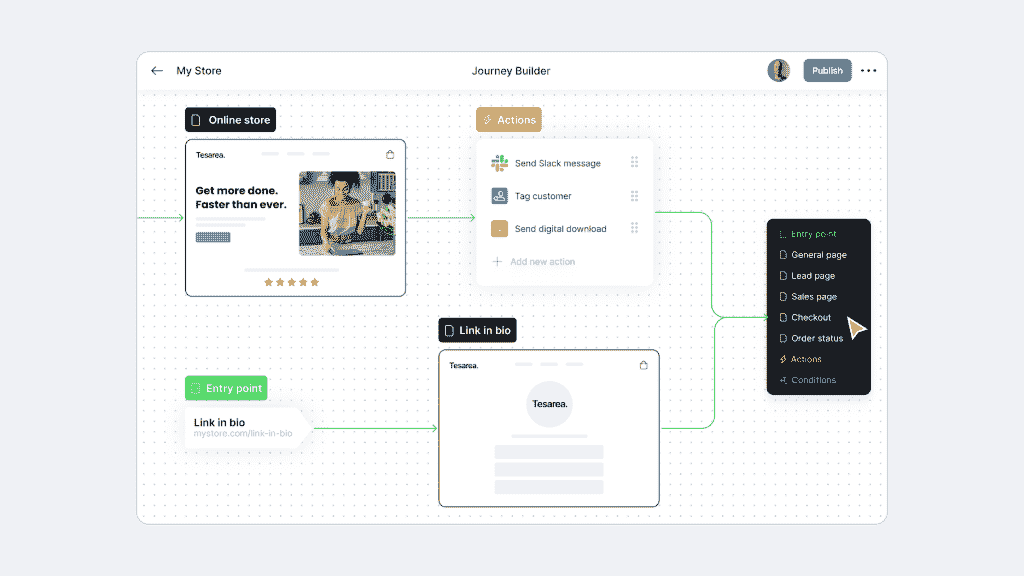 My Store
Journey Builder
Publish
Online store
Tesarea.
Get more done.
Faster than ever.
Actions
Send Slack message
Tag customer
Send digital download
Add new action
Entry point
General page
Lead page
Sales page
Checkout
Order status
Actions
Conditions
Link in bio
Tesarea.
Tesarea.
Entry point
Link in bio
mystore.com/link-in-bio